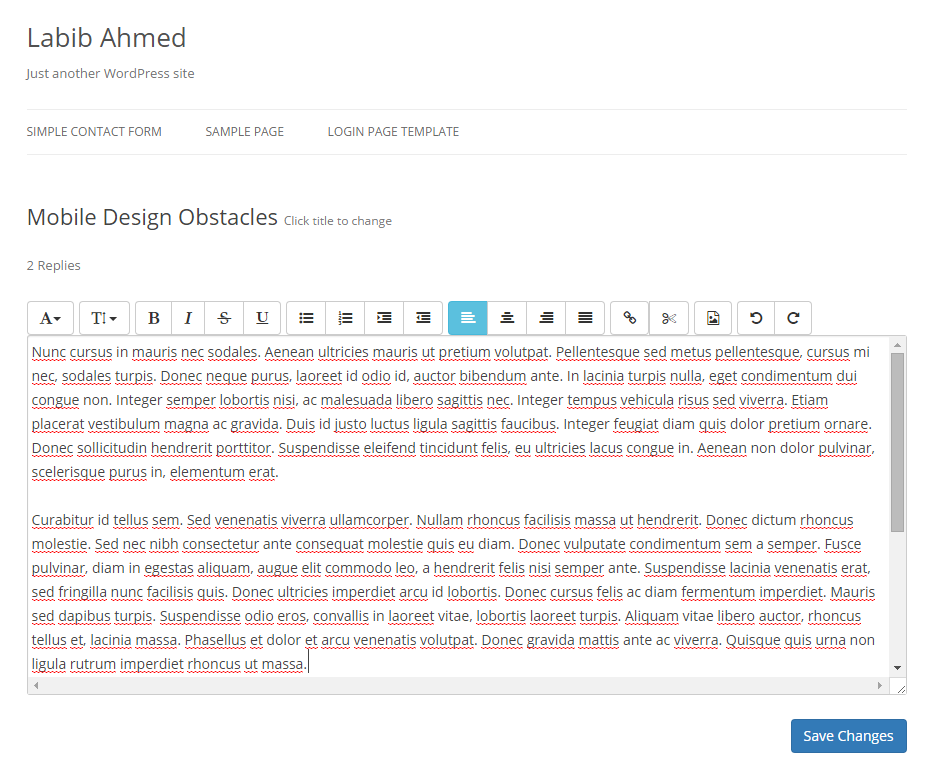 Labib Ahmed
Just another WordPress site
SIMPLE CONTACT FORM SAMPLE PAGE LOGIN PAGE TEMPLATE
Mobile Design Obstacles Click title to change
2 Replies
A T B I S U
Nunc cursus in mauris nec sodales. Aenean ultricies mauris ut pretium volutpat. Pellentesque sed metus pellentesque, cursus mi
nec, sodales turpis. Donec neque purus, laoreet id odio id, auctor bibendum ante. In lacinia turpis nulla, eget condimentum dui
congue non. Integer semper lobortis nisi, ac malesuada libero sagittis nec. Integer tempus vehicula risus sed viverra. Etiam
placerat vestibulum magna ac gravida. Duis id justo luctus ligula sagittis faucibus. Integer feugiat diam quis dolor pretium ornare.
Donec sollicitudin hendrerit porttitor. Suspendisse eleifend tincidunt felis, eu ultricies lacus congue in. Aenean non dolor pulvinar,
scelerisque purus in, elementum erat.
Curabitur id tellus sem. Sed venenatis viverra ullamcorper. Nullam rhoncus facilisis massa ut hendrerit. Donec dictum rhoncus
molestie. Sed nec nibh consectetur ante consequat molestie quis eu diam. Donec vulputate condimentum sem a semper. Fusce
pulvinar, diam in egestas aliquam, augue elit commodo leo, a hendrerit felis nisi semper ante. Suspendisse lacinia venenatis erat,
sed fringilla nunc facilisis quis. Donec ultricies imperdiet arcu id lobortis. Donec cursus felis ac diam fermentum imperdiet. Mauris
sed dapibus turpis. Suspendisse odio eros, convallis in laoreet vitae, lobortis laoreet turpis. Aliquam vitae libero auctor, rhoncus
tellus et, lacinia massa. Phasellus et dolor et arcu venenatis volutpat. Donec gravida mattis ante ac viverra. Quisque quis urna non
ligula rutrum imperdiet rhoncus ut massa.
Save Changes